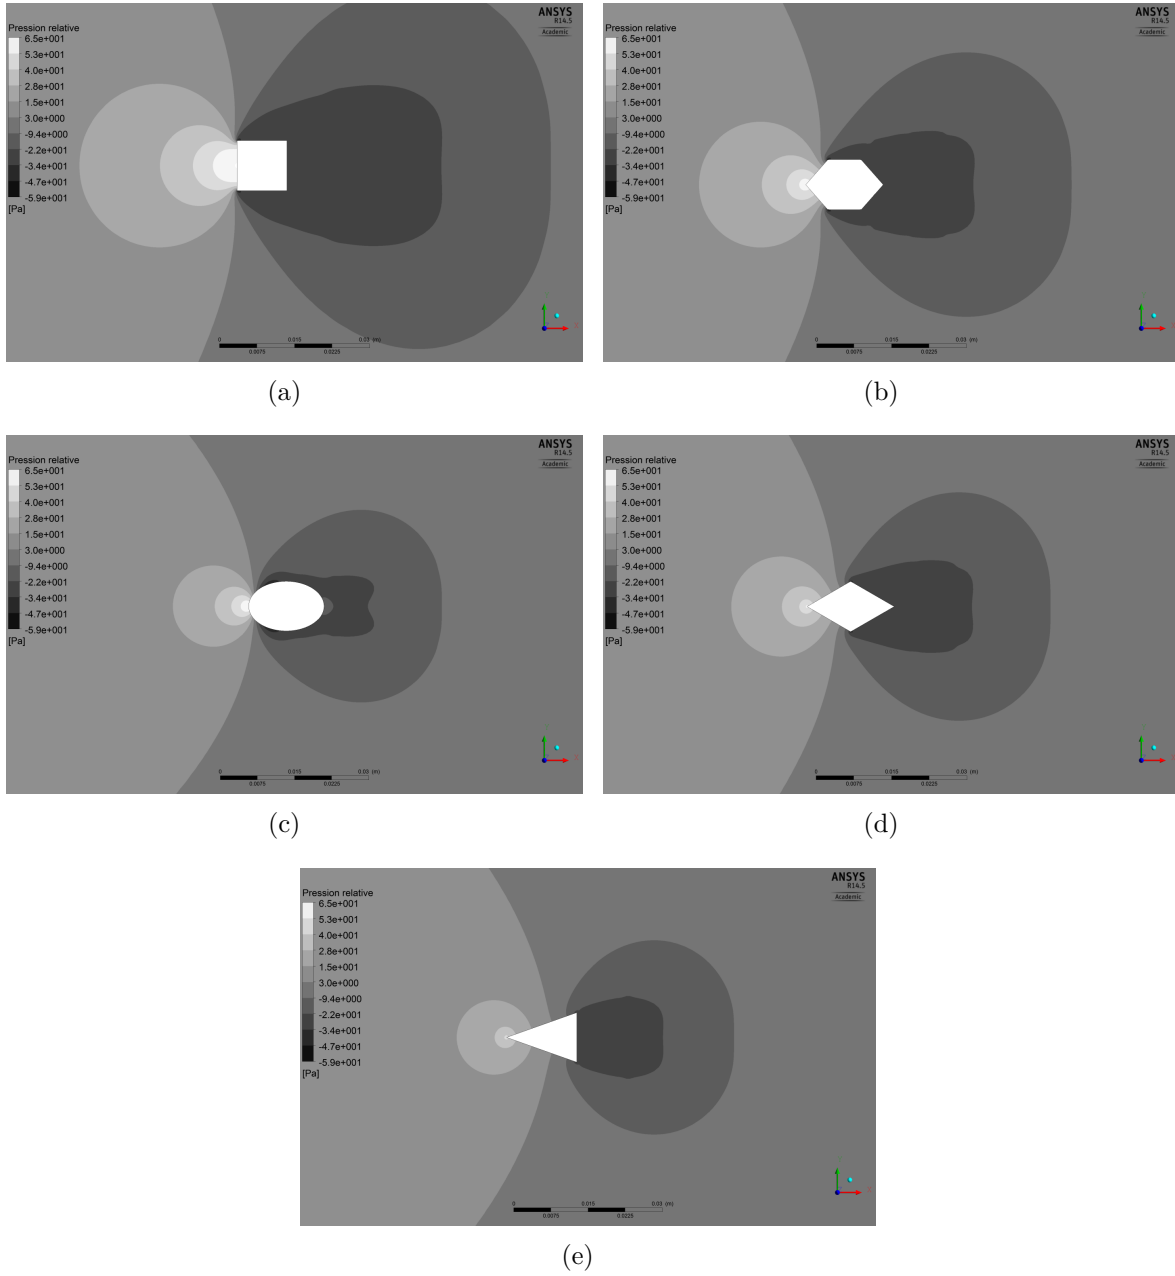 ANSYS
R14.5
Academic
Pression relative
6.5e+001
5.3e+001
4.0e+001
2.8e+001
1.5e+001
3.0e+000
-9.4e+000
-2.2e+001
-3.4e+001
-4.7e+001
-5.9e+001
[Pa]
0 0.015 0.03 (m)
0.0075 0.0225
(a)
ANSYS
R14.5
Academic
Pression relative
6.5e+001
5.3e+001
4.0e+001
2.8e+001
1.5e+001
3.0e+000
-9.4e+000
-2.2e+001
-3.4e+001
-4.7e+001
-5.9e+001
[Pa]
0 0.015 0.03 (m)
0.0075 0.0225
(b)
ANSYS
R14.5
Academic
Pression relative
6.5e+001
5.3e+001
4.0e+001
2.8e+001
1.5e+001
3.0e+000
-9.4e+000
-2.2e+001
-3.4e+001
-4.7e+001
-5.9e+001
[Pa]
0 0.015 0.03 (m)
0.0075 0.0225
(c)
ANSYS
R14.5
Academic
Pression relative
6.5e+001
5.3e+001
4.0e+001
2.8e+001
1.5e+001
3.0e+000
-9.4e+000
-2.2e+001
-3.4e+001
-4.7e+001
-5.9e+001
[Pa]
0 0.015 0.03 (m)
0.0075 0.0225
(d)
ANSYS
R14.5
Academic
Pression relative
6.5e+001
5.3e+001
4.0e+001
2.8e+001
1.5e+001
3.0e+000
-9.4e+000
-2.2e+001
-3.4e+001
-4.7e+001
-5.9e+001
[Pa]
0 0.015 0.03 (m)
0.0075 0.0225
(e)